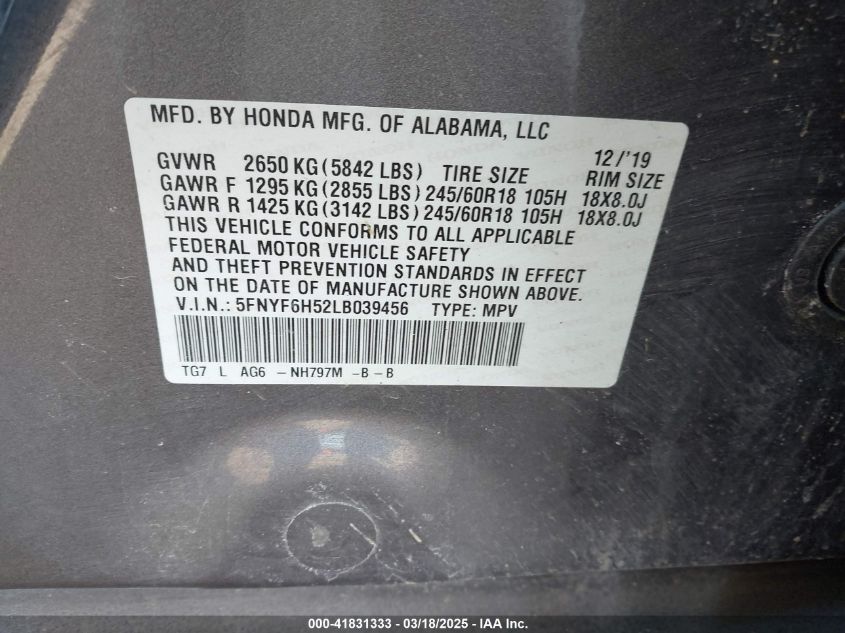 MFD. BY HONDA MFG. OF ALABAMA, LLC
12/'19
GVWR 2650 KG(5842 LBS) TIRE SIZE RIM SIZE
GAWR F 1295 KG(2855 LBS) 245/60R18 105H 18X8.0J
GAWR R 1425 KG(3142 LBS) 245/60R18 105H 18X8.0J
THIS VEHICLE CONFORMS TO ALL APPLICABLE
FEDERAL MOTOR VEHICLE SAFETY
AND THEFT PREVENTION STANDARDS IN EFFECT
ON THE DATE OF MANUFACTURE SHOWN ABOVE.
V.I.N.: 5FNYF6H52LB039456 TYPE: MPV
TG7 L AG6 -NH797M -B-B
000-41831333 - 03/18/2025 - IAA Inc.